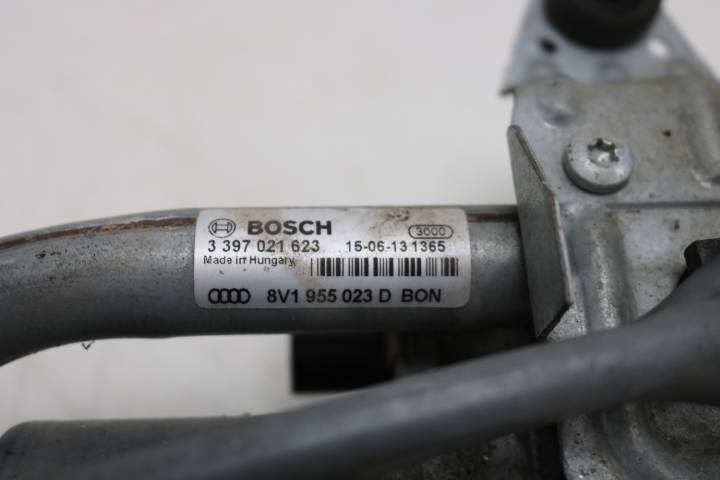 BOSCH 3000
3 397 021 623 15-06-13 1365
Made in Hungary
8V1 955 023 D BON